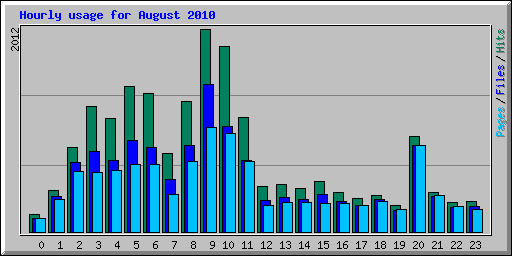 Hourly usage for August 2010
2012
Pages / Files / Hits
0 1 2 3 4 5 6 7 8 9 10 11 12 13 14 15 16 17 18 19 20 21 22 23